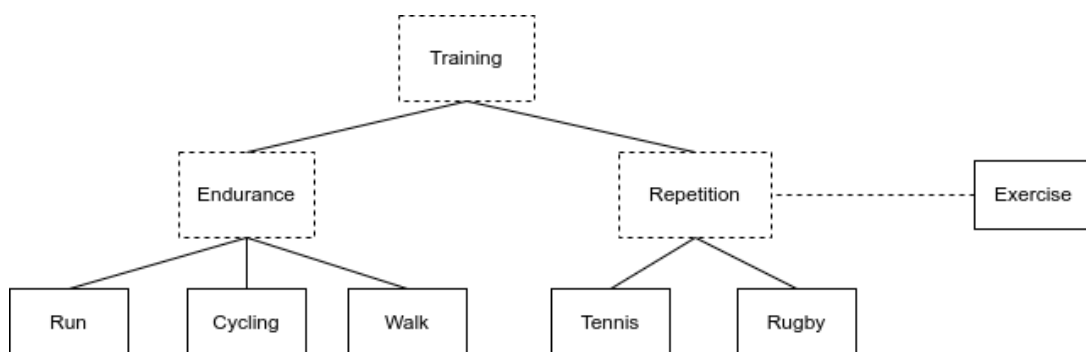 Training
Endurance
Repetition
Exercise
Run
Cycling
Walk
Tennis
Rugby